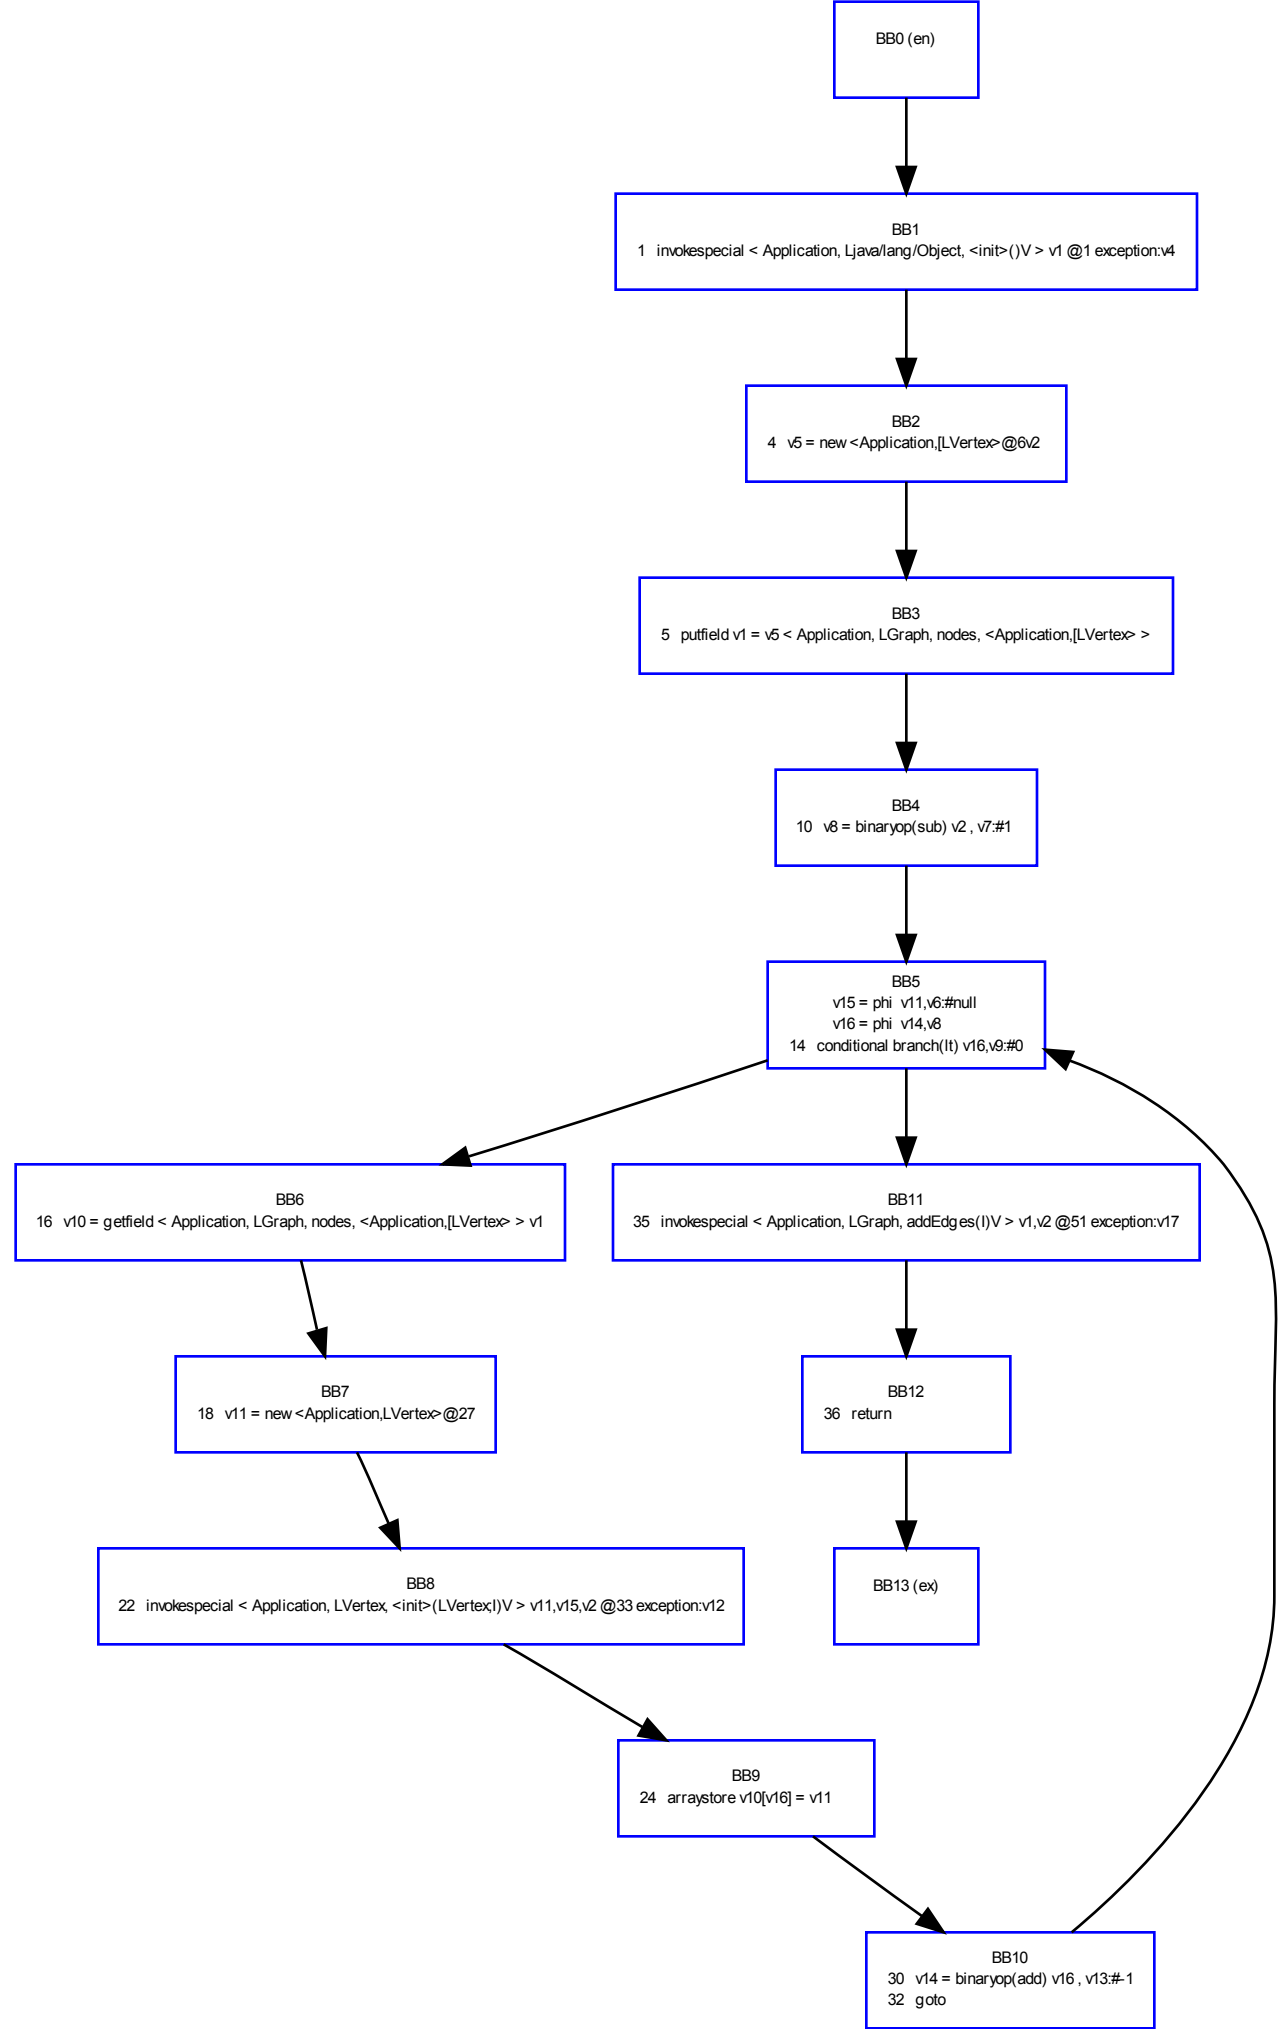 BB0 (en)
BB1
1 invokespecial < Application, Ljava/lang/Object, <init>()V > v1 @1 exception:v4
BB2
4 v5 = new <Application,[LVertex>@6v2
BB3
5 putfield v1 = v5 < Application, LGraph, nodes, <Application,[LVertex> >
BB4
10 v8 = binaryop(sub) v2 , v7:#1
BB5
v15 = phi v11,v6:#null
v16 = phi v14,v8
14 conditional branch(lt) v16,v9:#0
BB6
16 v10 = getfield < Application, LGraph, nodes, <Application,[LVertex> > v1
BB11
35 invokespecial < Application, LGraph, addEdges(I)V > v1,v2 @51 exception:v17
BB7
18 v11 = new <Application,LVertex>@27
BB12
36 return
BB8
22 invokespecial < Application, LVertex, <init>(LVertex;I)V > v11,v15,v2 @33 exception:v12
BB13 (ex)
BB9
24 arraystore v10[v16] = v11
BB10
30 v14 = binaryop(add) v16 , v13:#-1
32 goto